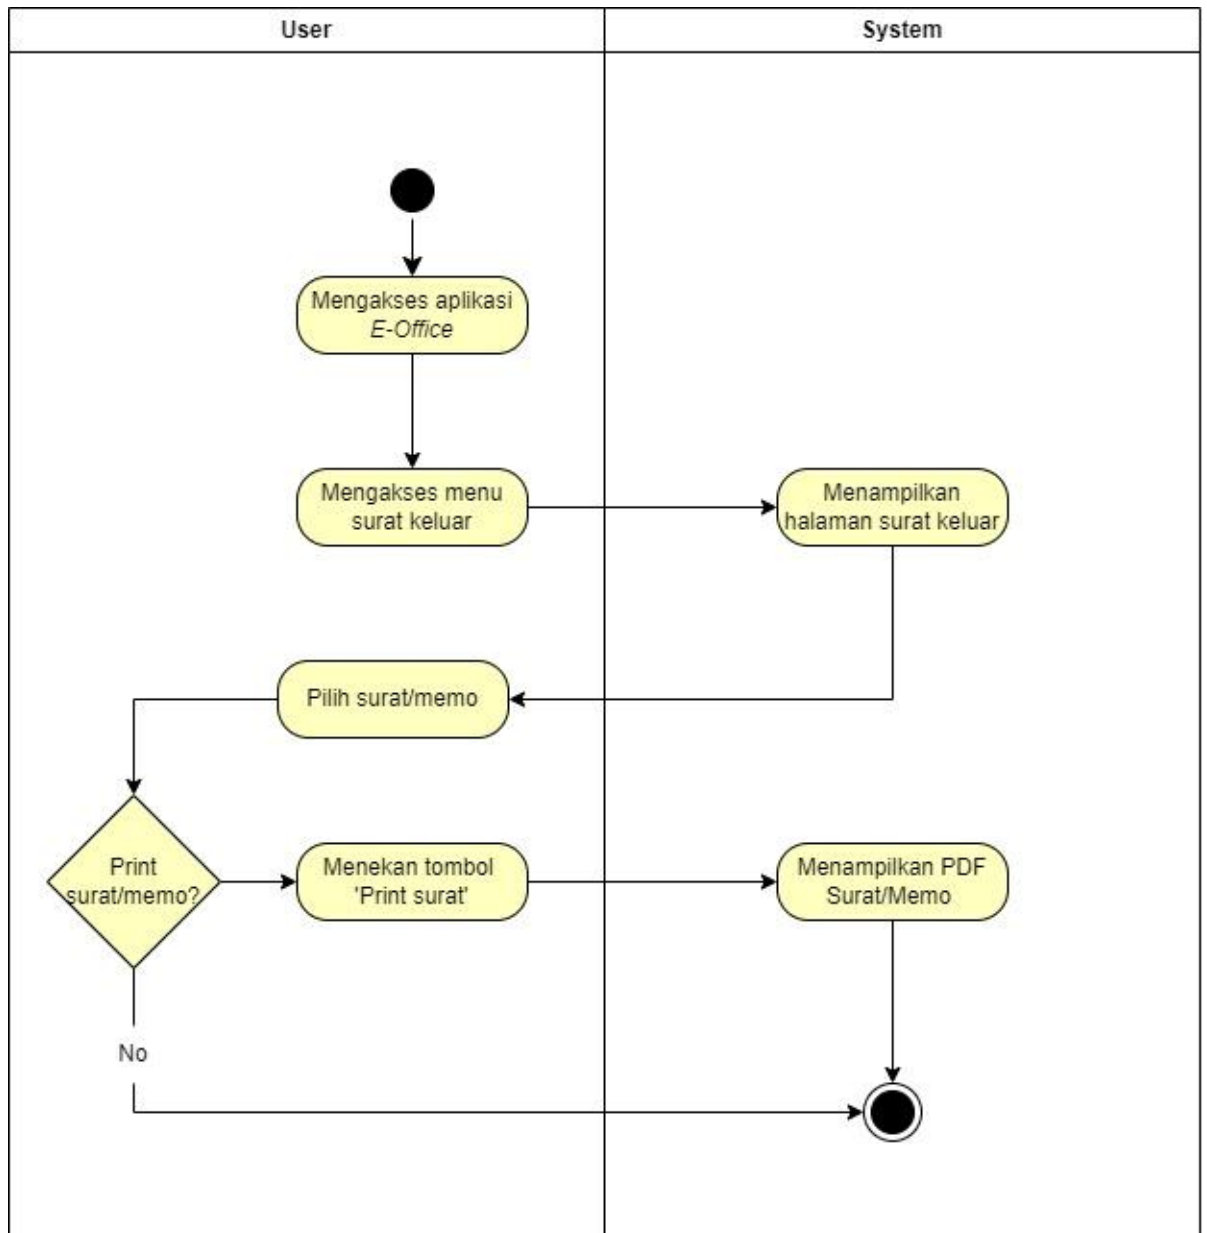 User
System
Mengakses aplikasi
E-Office
Mengakses menu
surat keluar
Menampilkan
halaman surat keluar
Pilih surat/memo
Print
surat/memo?
Menekan tombol
'Print surat'
Menampilkan PDF
Surat/Memo
No